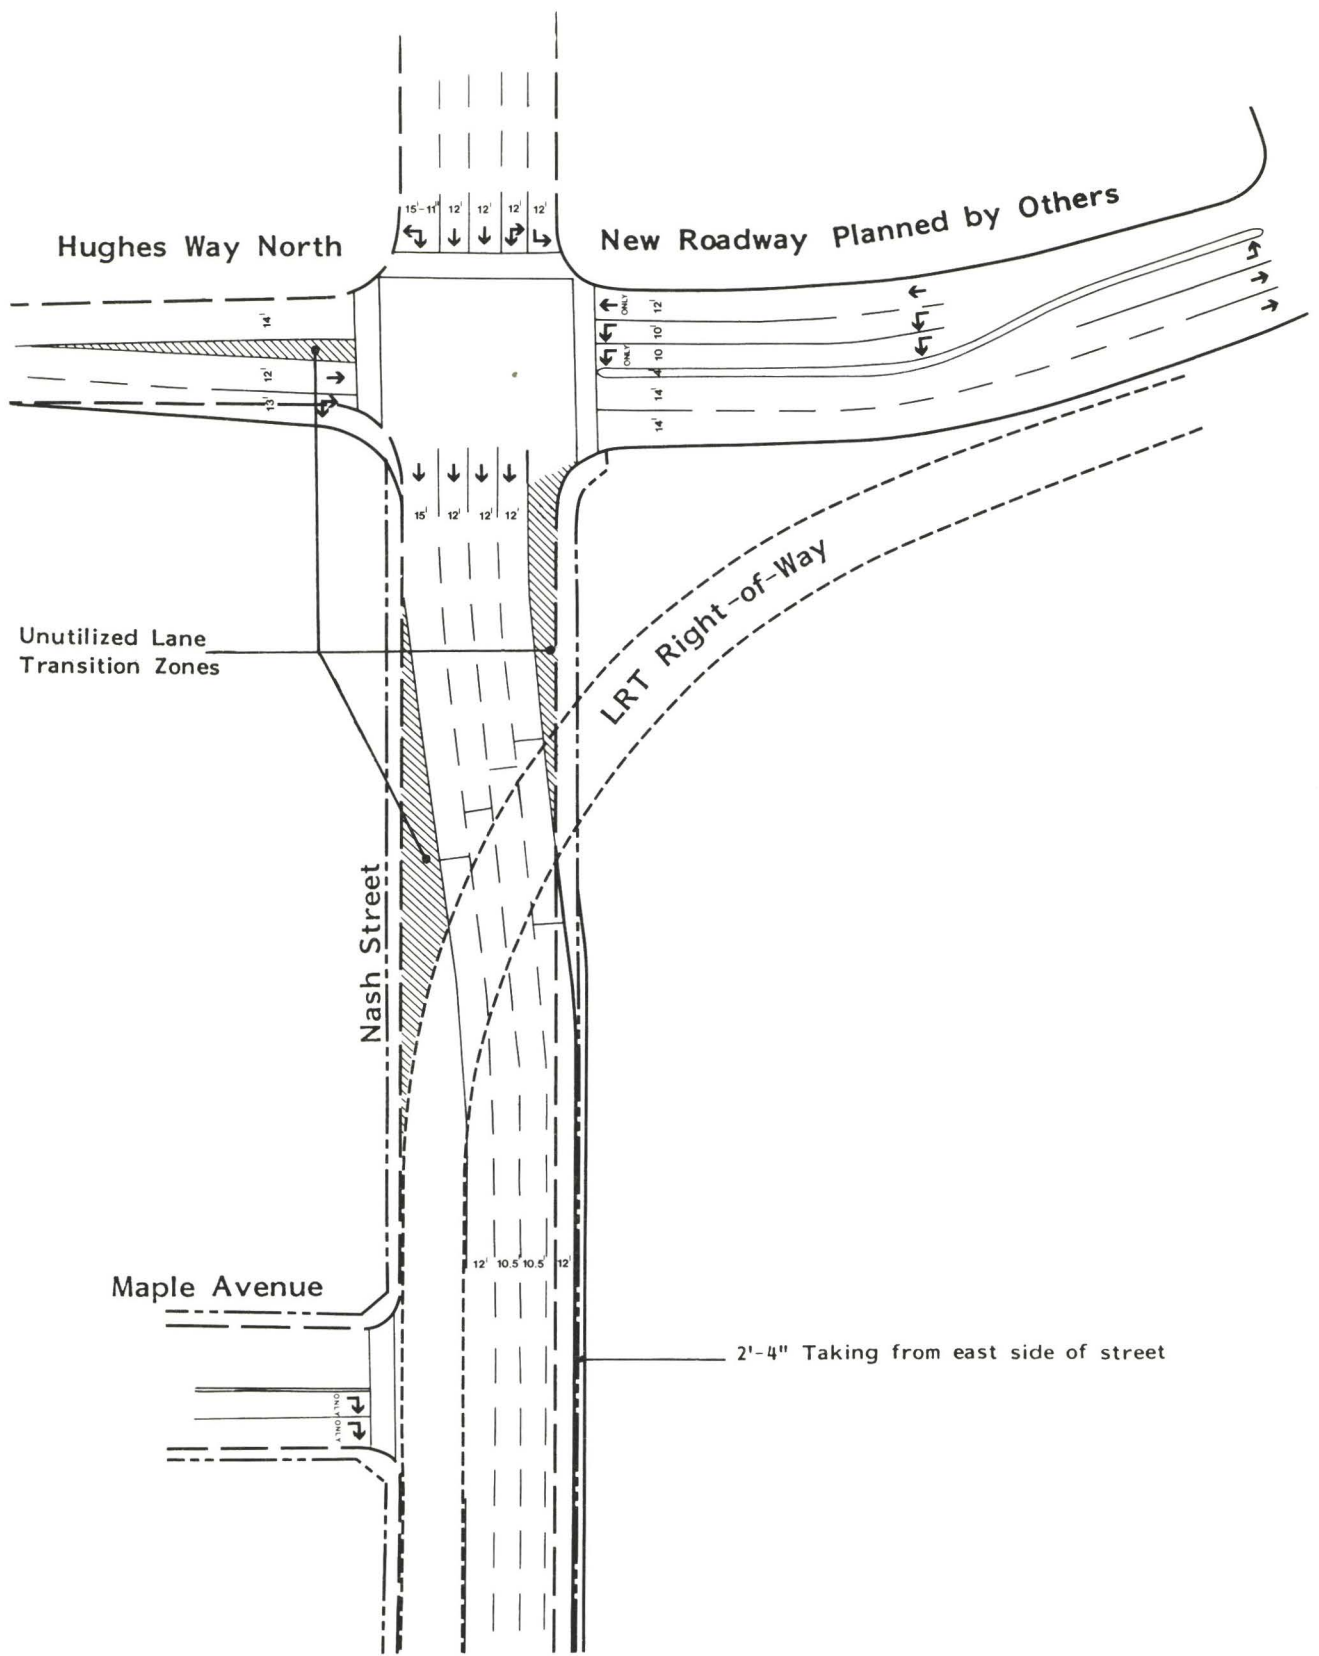 15'-11" 12' 12' 12' 12'
Hughes Way North
New Roadway Planned by Others
14'
12'
13'
ONLY 12'
10'
ONLY 10
4'
14'
14'
15' 12' 12' 12'
Unutilized Lane
Transition Zones
LRT Right-of-Way
Nash Street
12' 10.5' 10.5' 12'
Maple Avenue
2'-4" Taking from east side of street
ONLY
ONLY